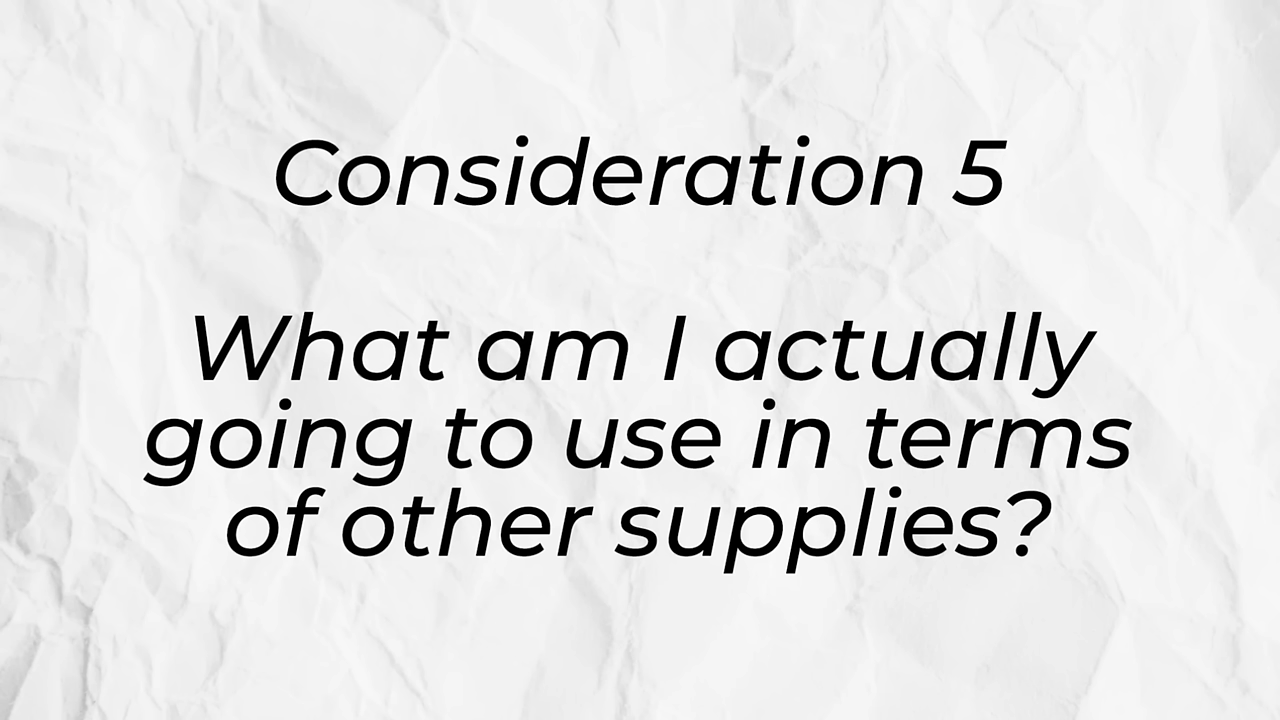 Consideration 5
What am I actually
going to use in terms
of other supplies?